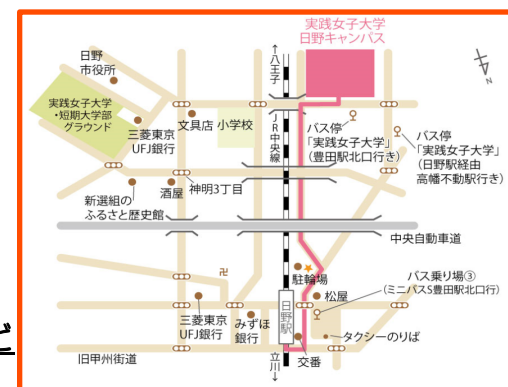 実践女子大学
日野キャンパス
日野
市役所
↑八王子
N
実践女子大学
・短期大学部
グラウンド
文具店
小学校
三菱東京
UFJ銀行
JR中央線
バス停
「実践女子大学」
(豊田駅北口行き)
バス停
「実践女子大学」
(日野駅経由
高幡不動駅行き)
酒屋
神明3丁目
新選組の
ふるさと歴史館
中央自動車道
卍
駐輪場
バス乗り場③
(ミニバスS豊田駅北口行)
松屋
日野駅
三菱東京
UFJ銀行
みずほ
銀行
タクシーのりば
ど
旧甲州街道
交番
立川→